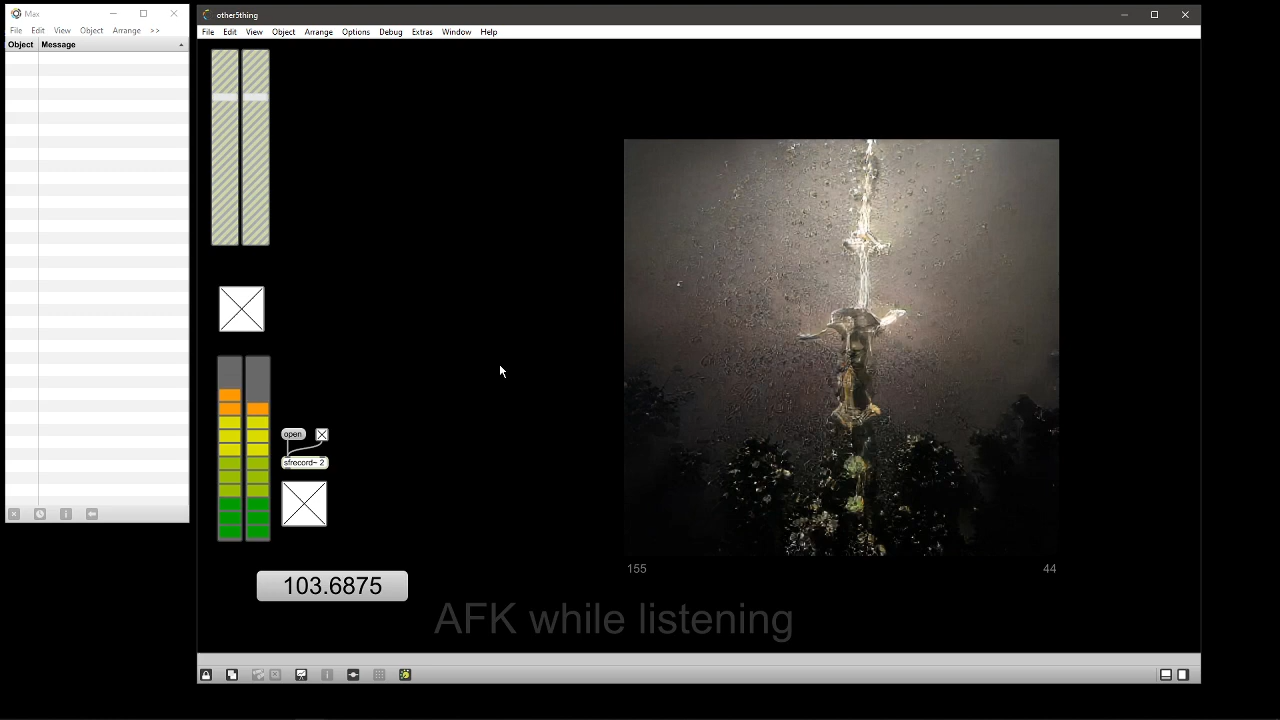 Max
File Edit View Object Arrange >>
Object Message
other5thing
File Edit View Object Arrange Options Debug Extras Window Help
open
sfrecord~ 2
155 44
103.6875
AFK while listening